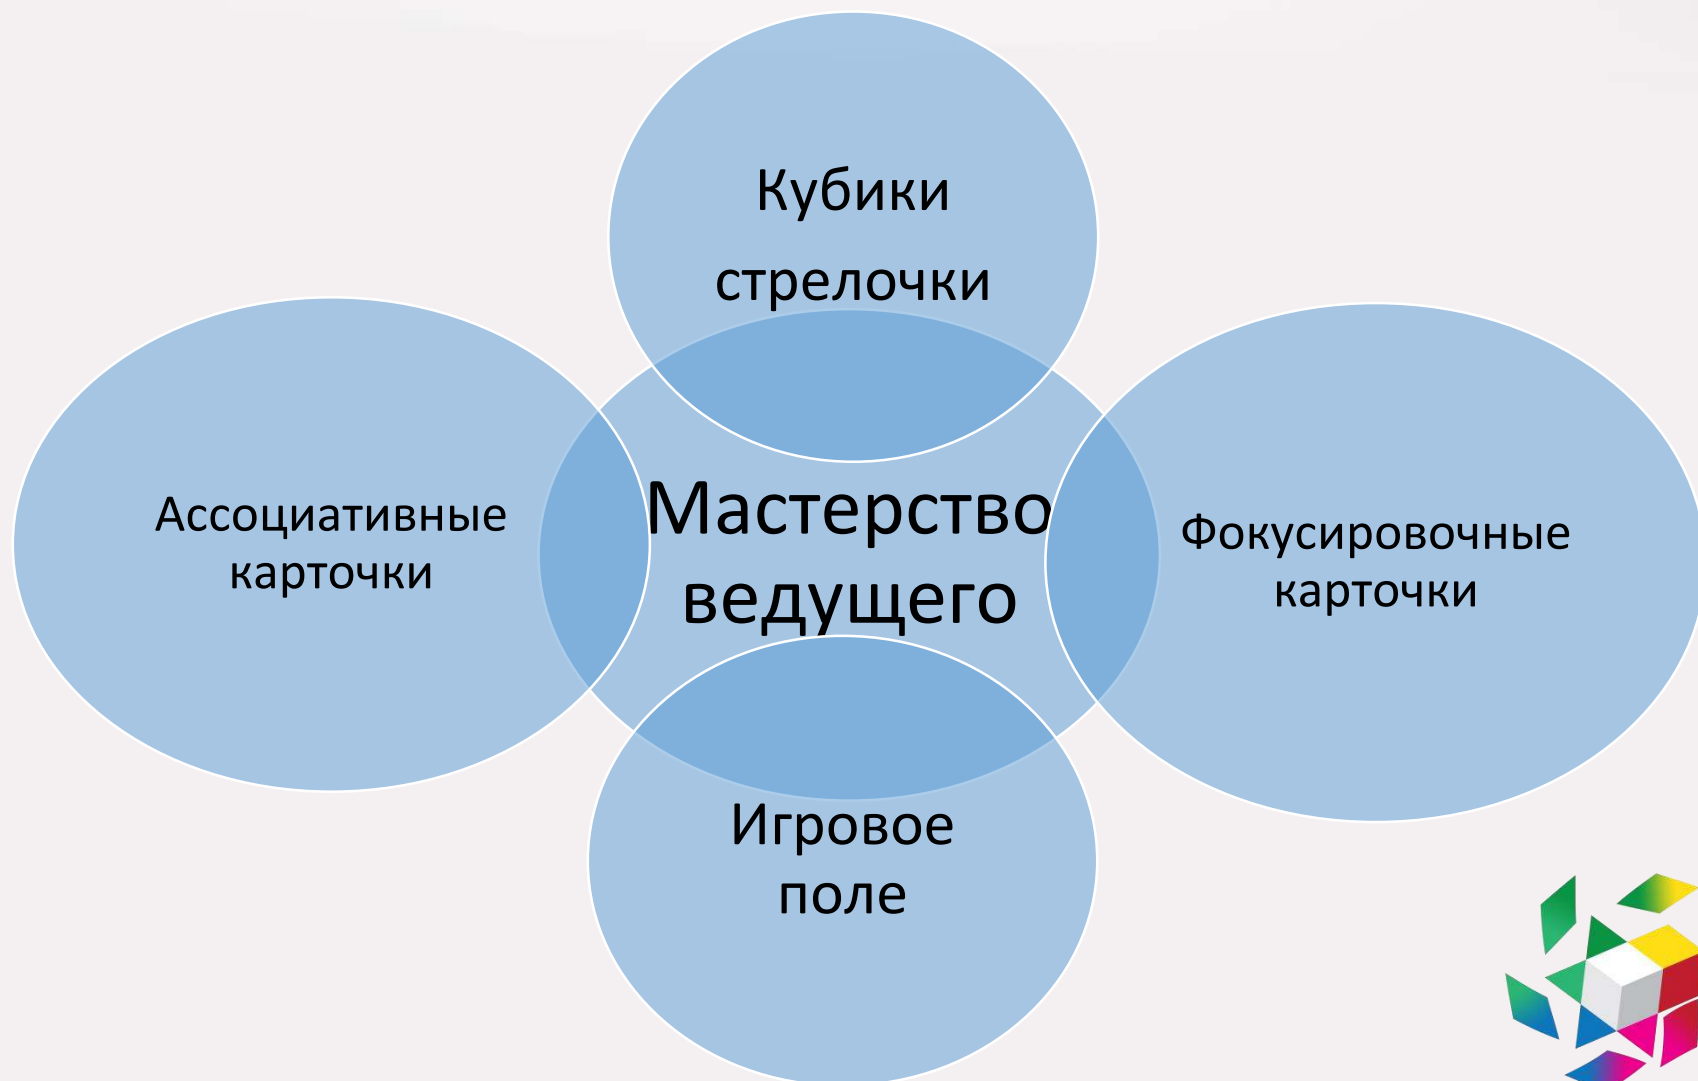 Кубики
стрелочки
Ассоциативные
карточки
Мастерство
ведущего
Фокусировочные
карточки
Игровое
поле